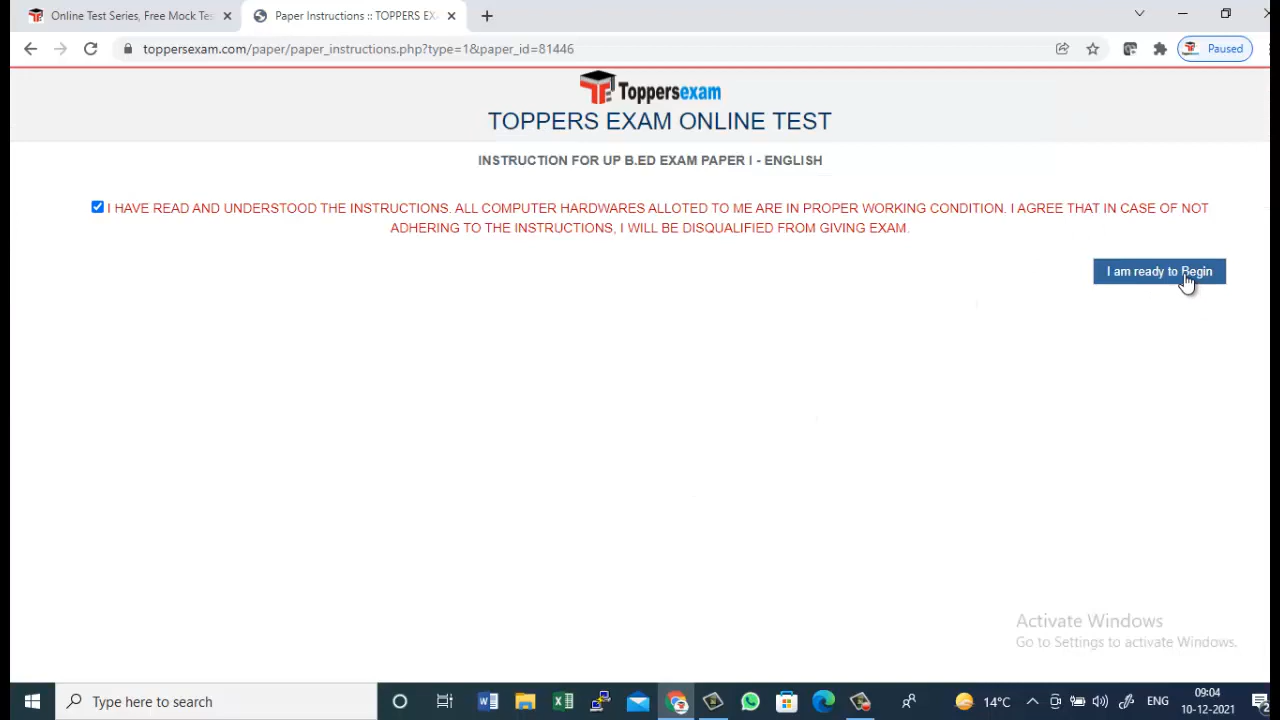 Online Test Series, Free Mock Tes
Paper Instructions :: TOPPERS EX
toppersexam.com/paper/paper_instructions.php?type=1&paper_id=81446
Paused
Toppersexam
TOPPERS EXAM ONLINE TEST
INSTRUCTION FOR UP B.ED EXAM PAPER I - ENGLISH
I HAVE READ AND UNDERSTOOD THE INSTRUCTIONS. ALL COMPUTER HARDWARES ALLOTED TO ME ARE IN PROPER WORKING CONDITION. I AGREE THAT IN CASE OF NOT
ADHERING TO THE INSTRUCTIONS, I WILL BE DISQUALIFIED FROM GIVING EXAM.
I am ready to Begin
Activate Windows
Go to Settings to activate Windows.
Type here to search
14°C
ENG
09:04
10-12-2021
2